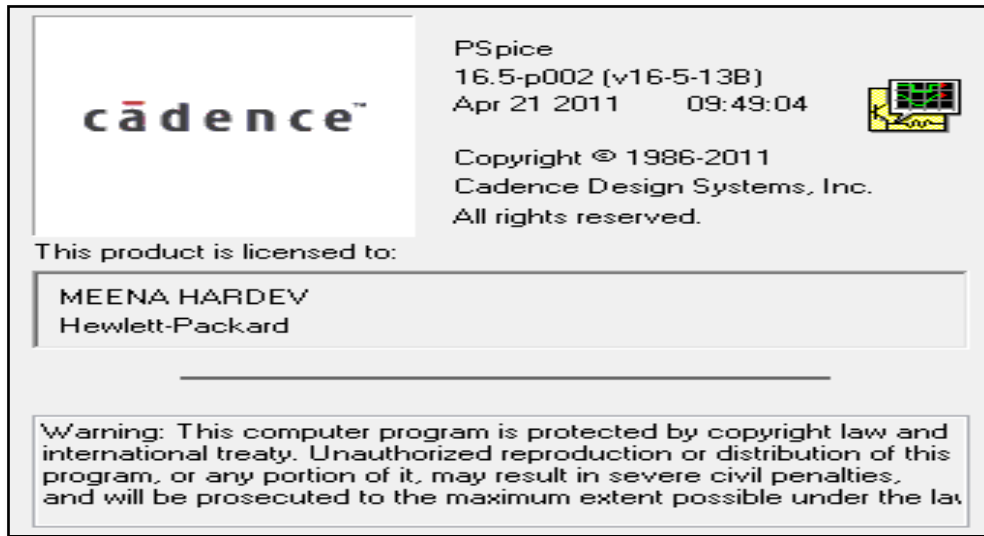 cādence™
PSpice
16.5-p002 (v16-5-13B)
Apr 21 2011 09:49:04
Copyright © 1986-2011
Cadence Design Systems, Inc.
All rights reserved.
This product is licensed to:
MEENA HARDEV
Hewlett-Packard
Warning: This computer program is protected by copyright law and
international treaty. Unauthorized reproduction or distribution of this
program, or any portion of it, may result in severe civil penalties,
and will be prosecuted to the maximum extent possible under the